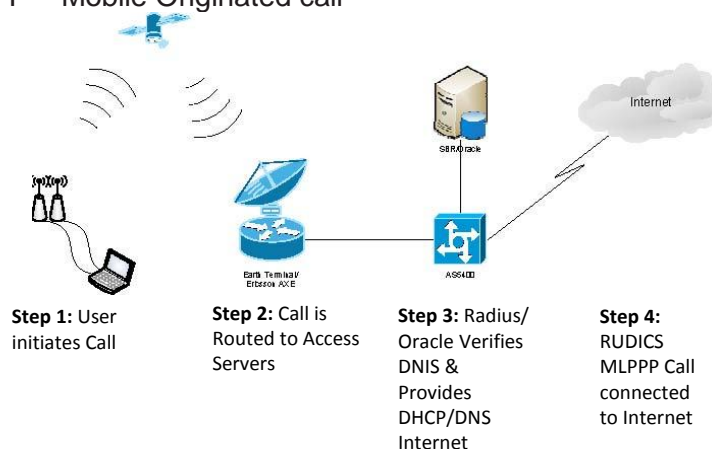 Mobile Originated call
Internet
SBR/Oracle
Earth Terminal/
Ericsson AXE
AS5400
Step 1: User
initiates Call
Step 2: Call is
Routed to Access
Servers
Step 3: Radius/
Oracle Verifies
DNIS &
Provides
DHCP/DNS
Internet
Step 4:
RUDICS
MLPPP Call
connected
to Internet